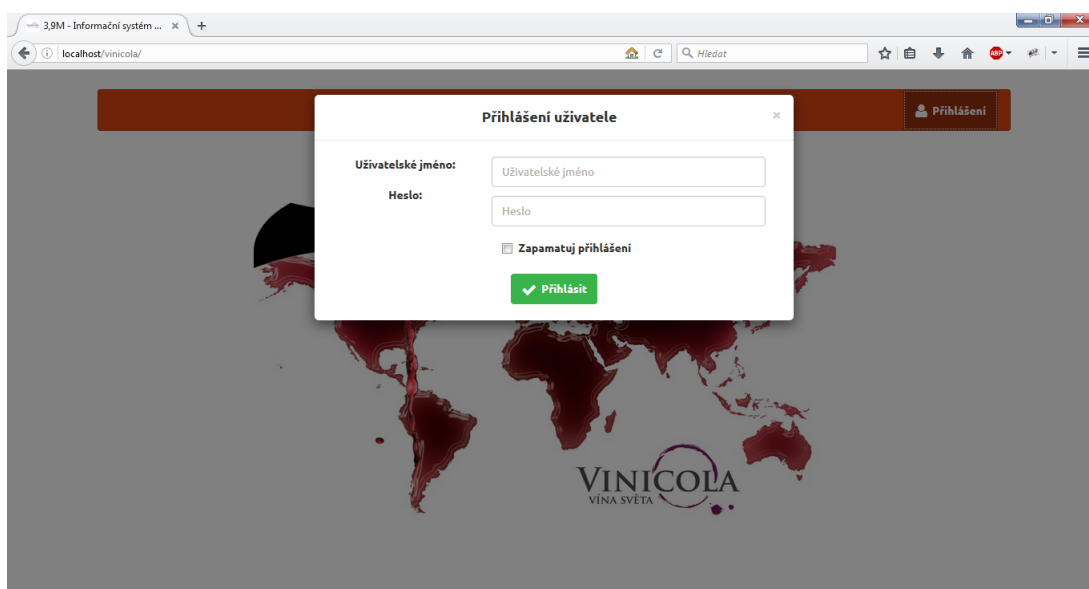 3,9M - Informační systém ...
localhost/vinicola/
Hledat
ABP
Přihlášení
Přihlášení uživatele
Uživatelské jméno:
Uživatelské jméno
Heslo:
Heslo
Zapamatuj přihlášení
Přihlásit
VINICOLA
VÍNA SVĚTA